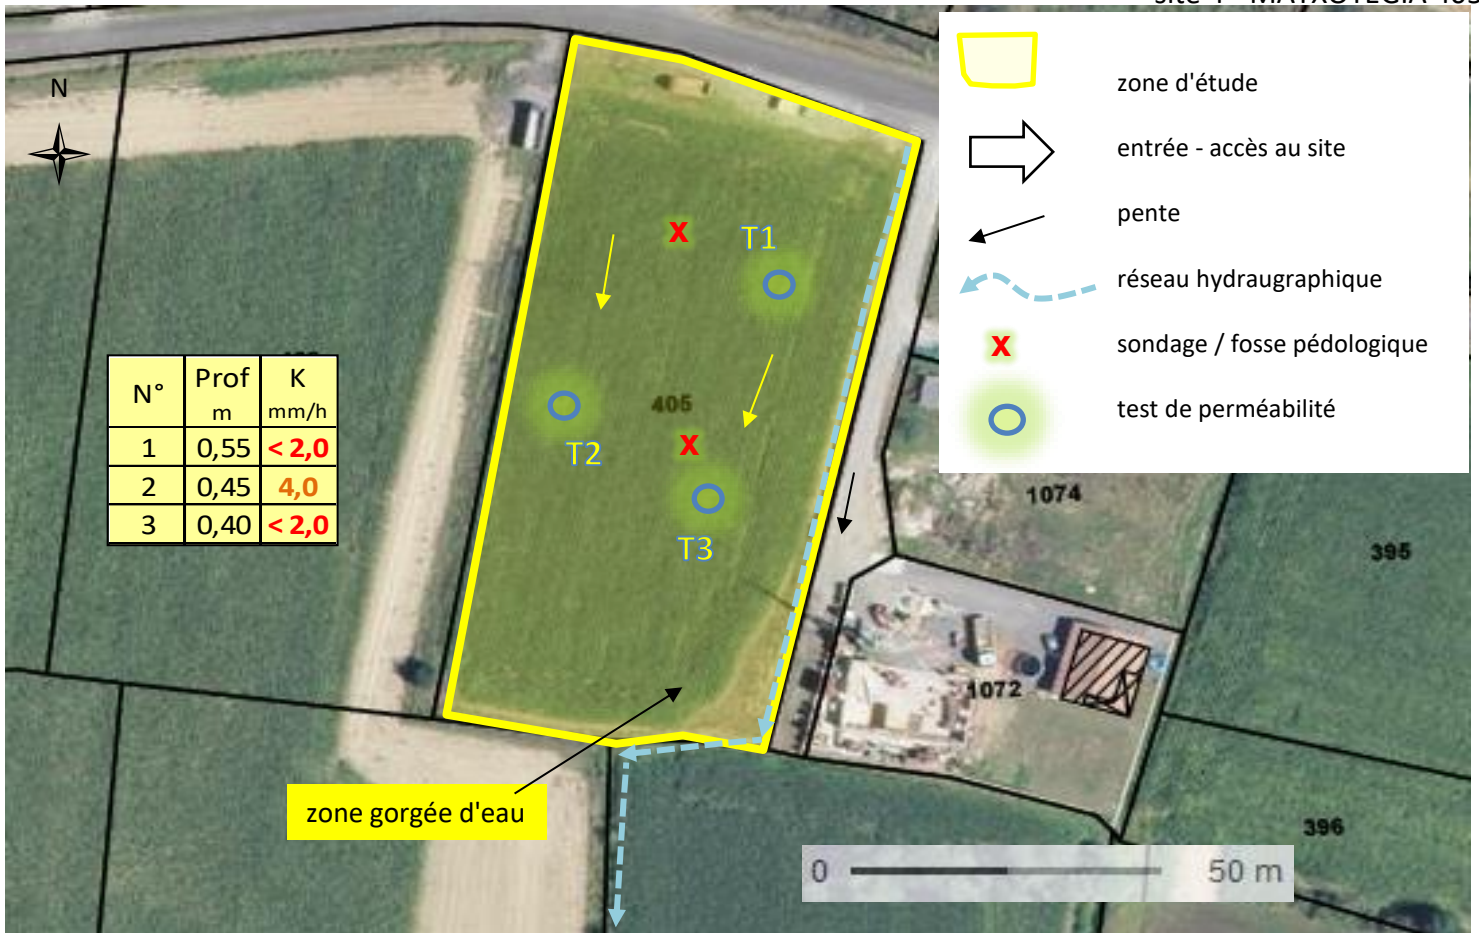 zone d'étude
entrée - accès au site
pente
réseau hydraugraphique
sondage / fosse pédologique
test de perméabilité
N
T1
N° Prof m K mm/h
1 0,55 < 2,0
2 0,45 4,0
3 0,40 < 2,0
405
T2
T3
1074
395
1072
zone gorgée d'eau
396
0 50 m